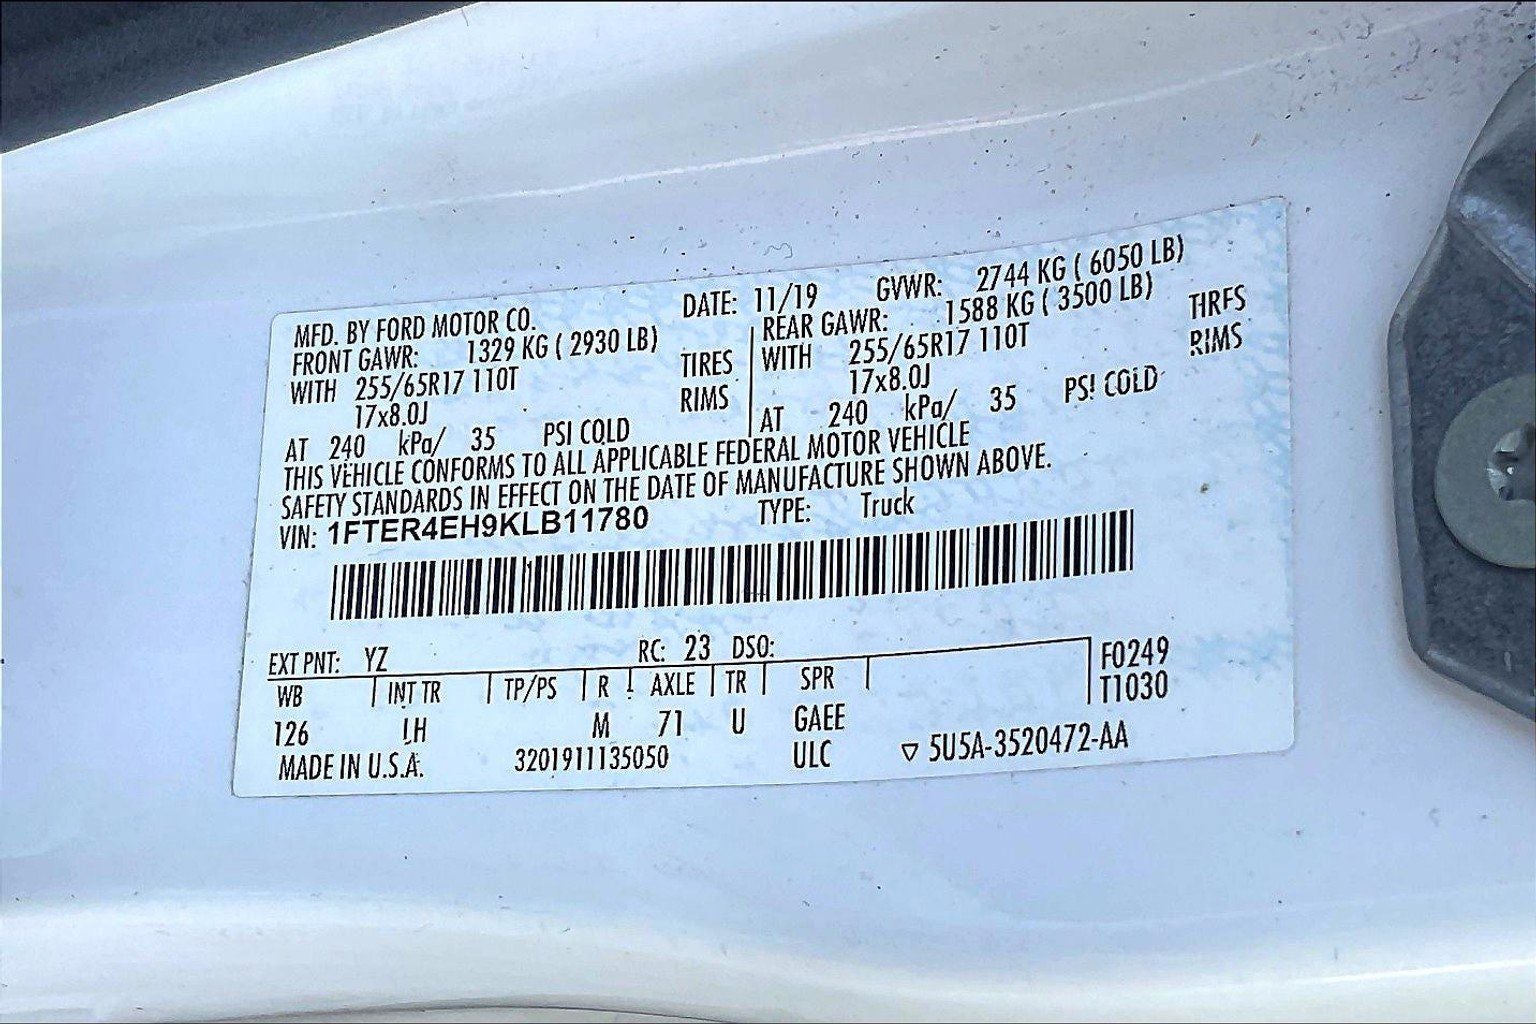 MFD. BY FORD MOTOR CO. DATE: 11/19 GVWR: 2744 KG ( 6050 LB)
FRONT GAWR: 1329 KG ( 2930 LB) REAR GAWR: 1588 KG ( 3500 LB)
WITH 255/65R17 110T TIRES WITH 255/65R17 110T TIRES
17x8.0J RIMS 17x8.0J RIMS
AT 240 kPa/ 35 PSI COLD AT 240 kPa/ 35 PSI COLD
THIS VEHICLE CONFORMS TO ALL APPLICABLE FEDERAL MOTOR VEHICLE
SAFETY STANDARDS IN EFFECT ON THE DATE OF MANUFACTURE SHOWN ABOVE.
VIN: 1FTER4EH9KLB11780 TYPE: Truck
EXT PNT: YZ RC: 23 DSO:
WB INT TR TP/PS R AXLE TR SPR F0249
126 LH M 71 U GAEE T1030
MADE IN U.S.A. 3201911135050 ULC ▽ 5U5A-3520472-AA